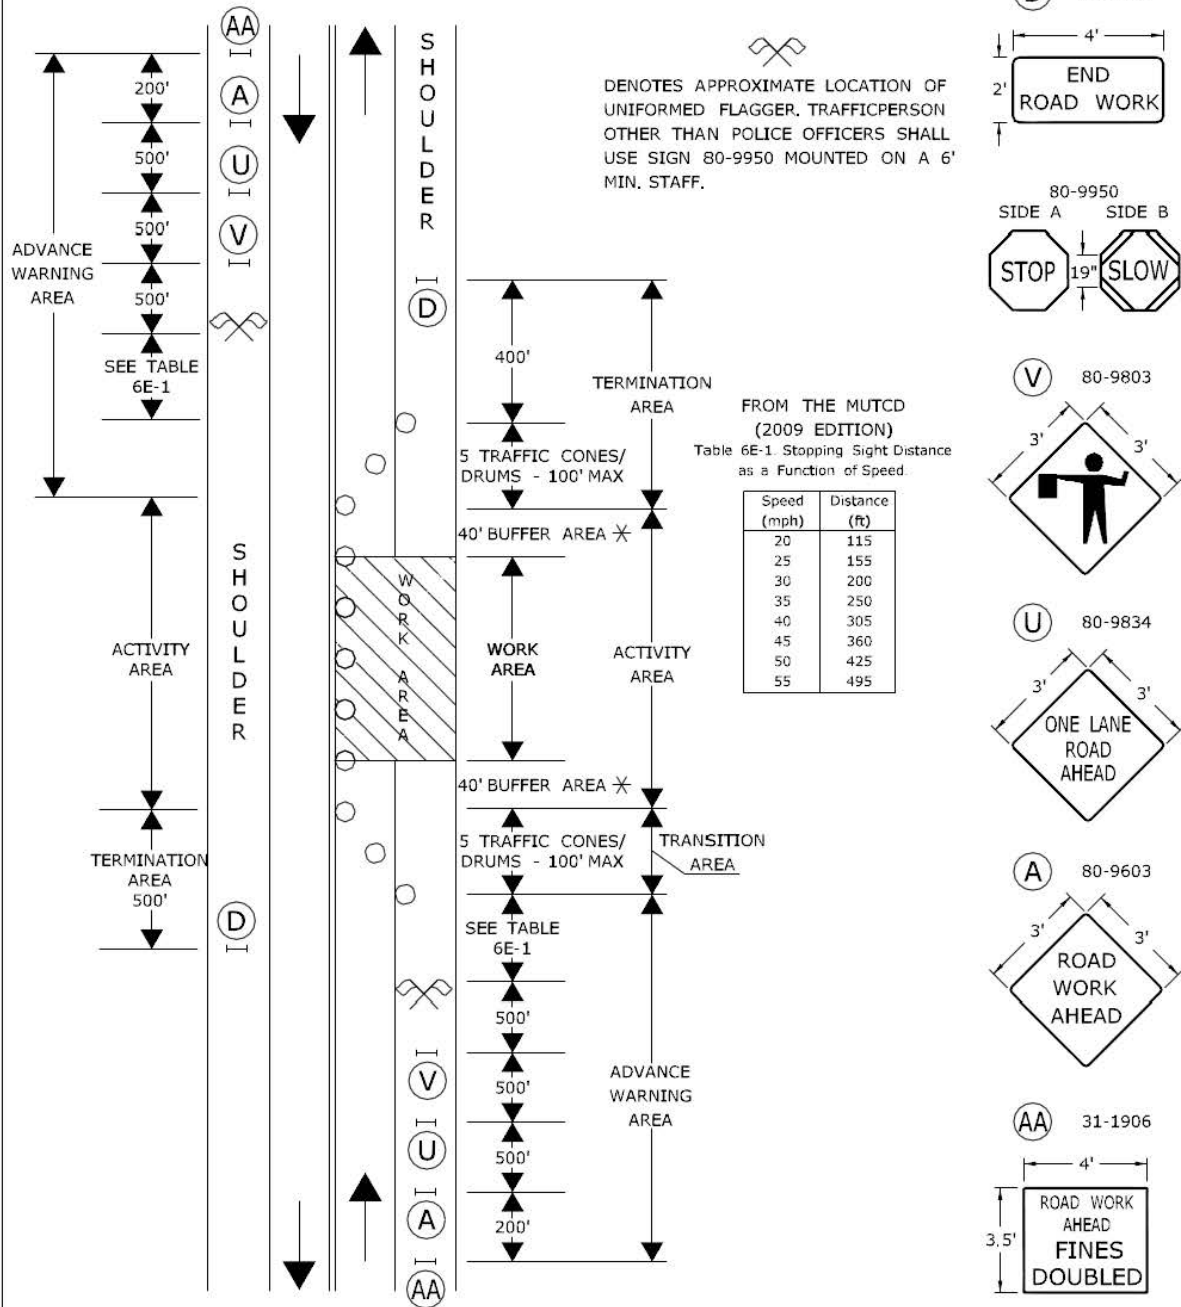 AA
200'
A
500'
U
500'
V
500'
ADVANCE
WARNING
AREA
SEE TABLE
6E-1
SHOULDER
ACTIVITY
AREA
TERMINATION
AREA
500'
D
SHOULDER
D
400'
TERMINATION
AREA
5 TRAFFIC CONES/
DRUMS - 100' MAX
40' BUFFER AREA *
WORK AREA
WORK
AREA
ACTIVITY
AREA
40' BUFFER AREA *
5 TRAFFIC CONES/
DRUMS - 100' MAX
TRANSITION
AREA
SEE TABLE
6E-1
500'
V
500'
U
500'
A
200'
AA
ADVANCE
WARNING
AREA
DENOTES APPROXIMATE LOCATION OF
UNIFORMED FLAGGER. TRAFFICPERSON
OTHER THAN POLICE OFFICERS SHALL
USE SIGN 80-9950 MOUNTED ON A 6'
MIN. STAFF.
FROM THE MUTCD
(2009 EDITION)
Table 6E-1. Stopping Sight Distance
as a Function of Speed.
Speed Distance
(mph) (ft)
20 115
25 155
30 200
35 250
40 305
45 360
50 425
55 495
4'
2'
END
ROAD WORK
80-9950
SIDE A SIDE B
STOP 19" SLOW
V 80-9803
3' 3'
U 80-9834
3' 3'
ONE LANE
ROAD
AHEAD
A 80-9603
3' 3'
ROAD
WORK
AHEAD
AA 31-1906
4'
3.5'
ROAD WORK
AHEAD
FINES
DOUBLED